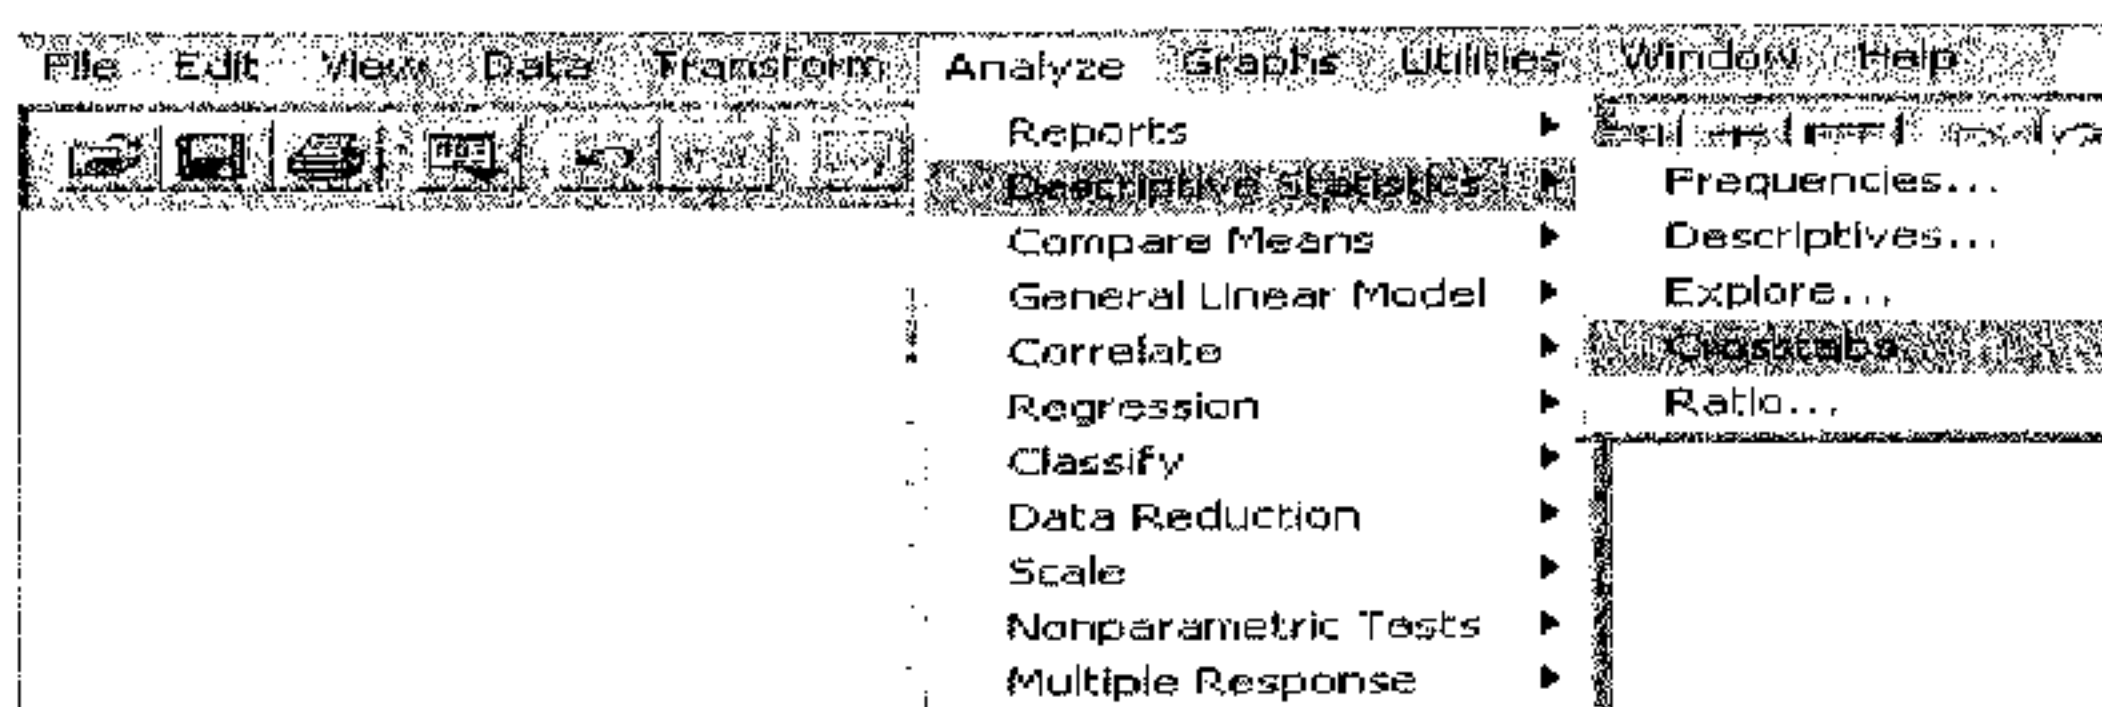 File Edit View Data Transform Analyze Graphs Utilities Window Help
Reports
Descriptive Statistics
Compare Means
General Linear Model
Correlate
Regression
Classify
Data Reduction
Scale
Nonparametric Tests
Multiple Response
Frequencies...
Descriptives...
Explore...
Crosstabs
Ratio...